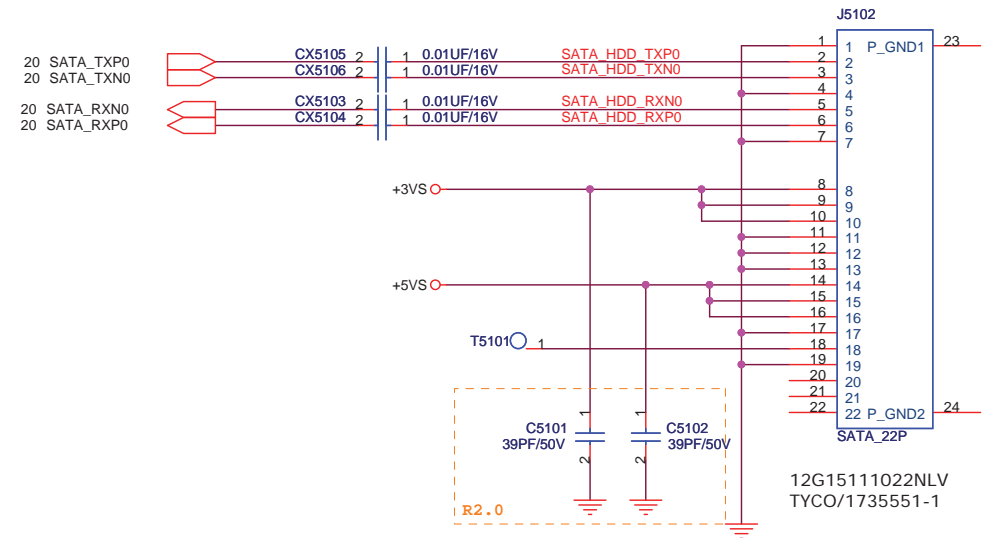 J5102
1 1 P_GND1 23
20 SATA_TXP0 CX5105 2 1 0.01UF/16V SATA_HDD_TXP0 2 2
20 SATA_TXN0 CX5106 2 1 0.01UF/16V SATA_HDD_TXN0 3 3
4 4
20 SATA_RXN0 CX5103 2 1 0.01UF/16V SATA_HDD_RXN0 5 5
20 SATA_RXP0 CX5104 2 1 0.01UF/16V SATA_HDD_RXP0 6 6
7 7
+3VS 8 8
9 9
10 10
11 11
12 12
13 13
+5VS 14 14
15 15
16 16
17 17
T5101 1 18 18
19 19
20 20
21 21
22 22 P_GND2 24
SATA_22P
1 1
C5101 C5102
39PF/50V 39PF/50V
2 2
12G15111022NLV
TYCO/1735551-1
R2.0